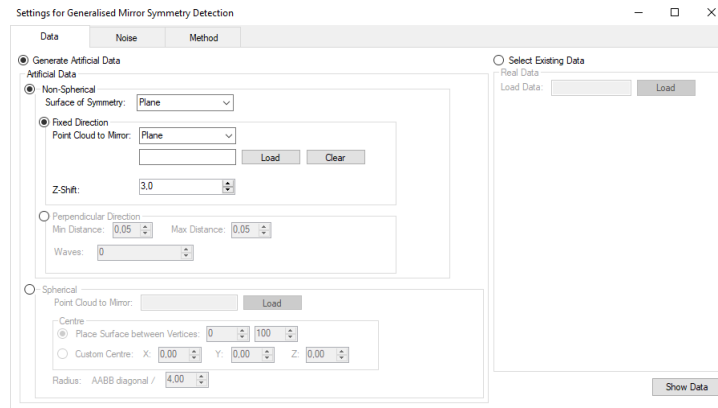 Settings for Generalised Mirror Symmetry Detection
Data Noise Method
Generate Artificial Data
Artificial Data
Non-Spherical
Surface of Symmetry: Plane
Fixed Direction
Point Cloud to Mirror: Plane
Load Clear
Z-Shift: 3,0
Perpendicular Direction
Min Distance: 0,05 Max Distance: 0,05
Waves: 0
Spherical
Point Cloud to Mirror: Load
Centre
Place Surface between Vertices: 0 100
Custom Centre: X: 0,00 Y: 0,00 Z: 0,00
Radius: AABB diagonal / 4,00
Select Existing Data
Real Data
Load Data: Load
Show Data